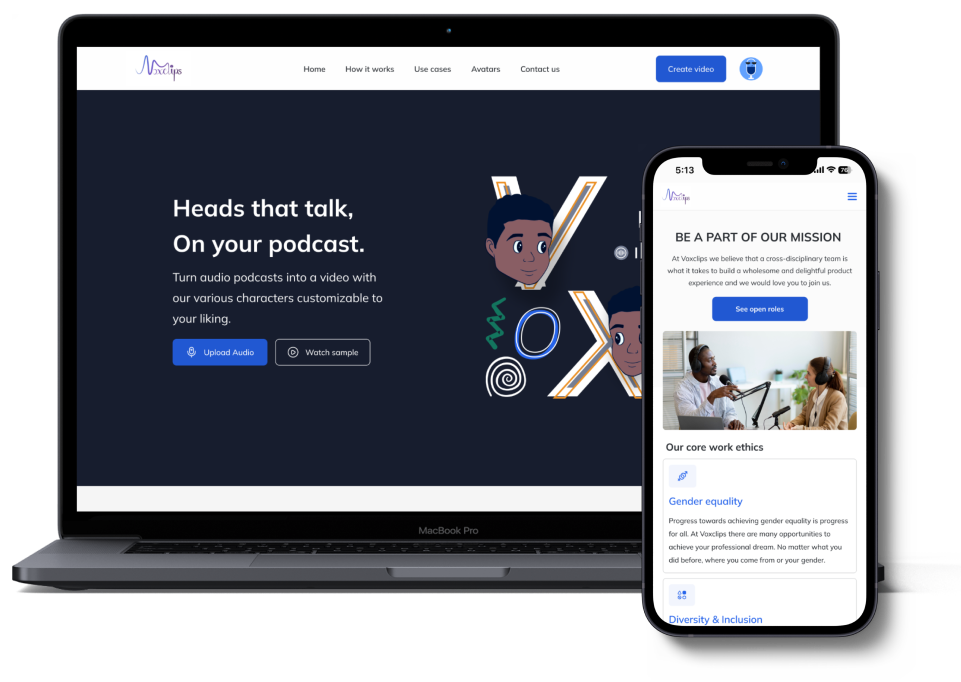 Voxclips
Home How it works Use cases Avatars Contact us
Create video
Heads that talk,
On your podcast.
Turn audio podcasts into a video with
our various characters customizable to
your liking.
Upload Audio Watch sample
VOX
MacBook Pro
5:13
Voxclips
BE A PART OF OUR MISSION
At Voxclips we believe that a cross-disciplinary team is
what it takes to build a wholesome and delightful product
experience and we would love you to join us.
See open roles
Our core work ethics
Gender equality
Progress towards achieving gender equality is progress
for all. At Voxclips there are many opportunities to
achieve your professional dream. No matter what you
did before, where you come from or your gender.
Diversity & Inclusion